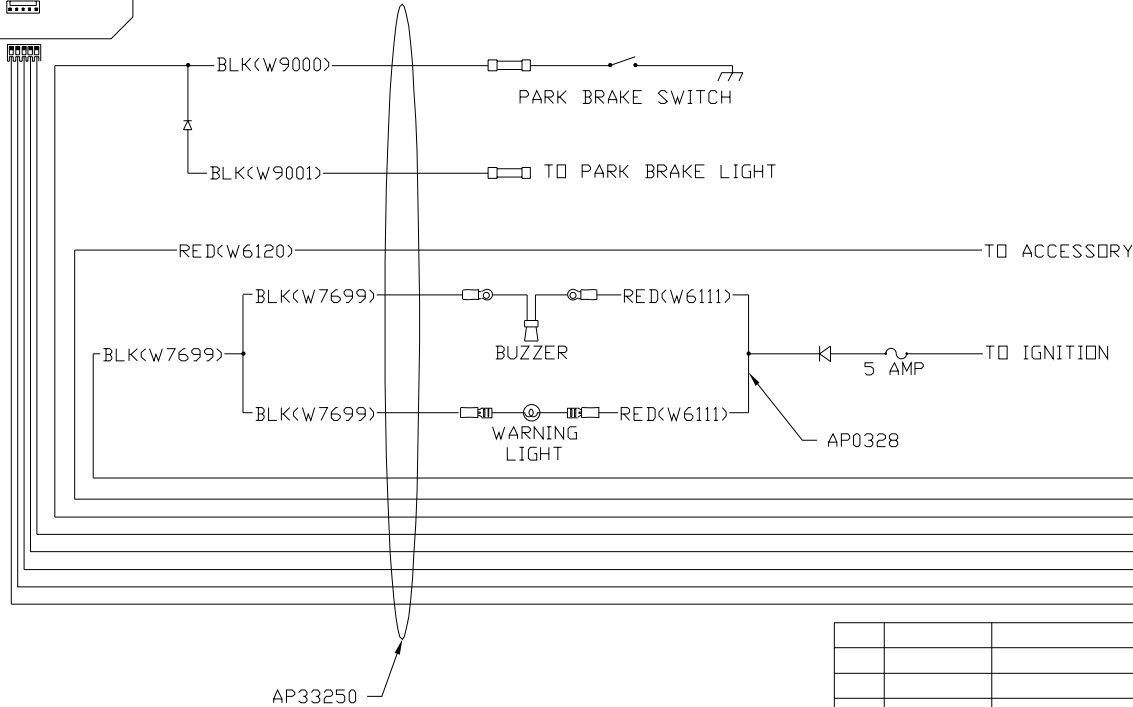 BLK(W9000)
PARK BRAKE SWITCH
BLK(W9001)
TO PARK BRAKE LIGHT
RED(W6120)
TO ACCESSORY
BLK(W7699)
RED(W6111)
BUZZER
BLK(W7699)
TO IGNITION
5 AMP
BLK(W7699)
RED(W6111)
WARNING
LIGHT
AP0328
AP33250